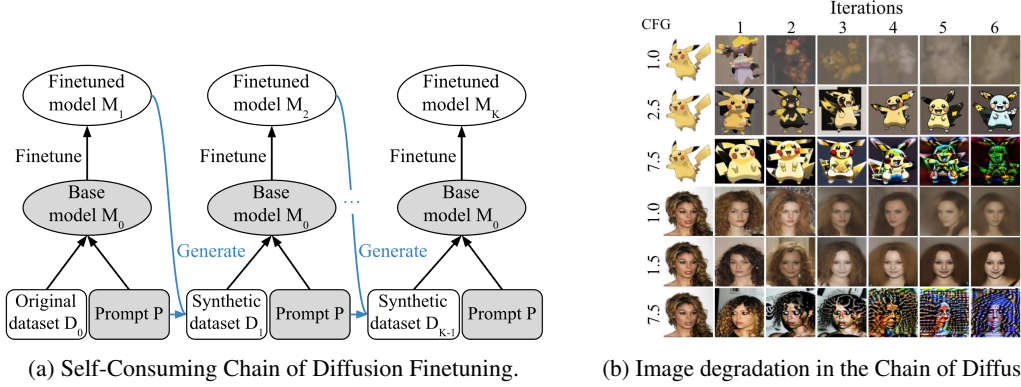 Finetuned
model M1
Finetuned
model M2
Finetuned
model MK
Finetune
Finetune
Finetune
Base
model M0
Base
model M0
Base
model M0
...
Generate
Generate
Original
dataset D0
Prompt P
Synthetic
dataset D1
Prompt P
Synthetic
dataset DK-1
Prompt P
(a) Self-Consuming Chain of Diffusion Finetuning.
Iterations
CFG 1 2 3 4 5 6
1.0
2.5
7.5
1.0
1.5
7.5
(b) Image degradation in the Chain of Diffus